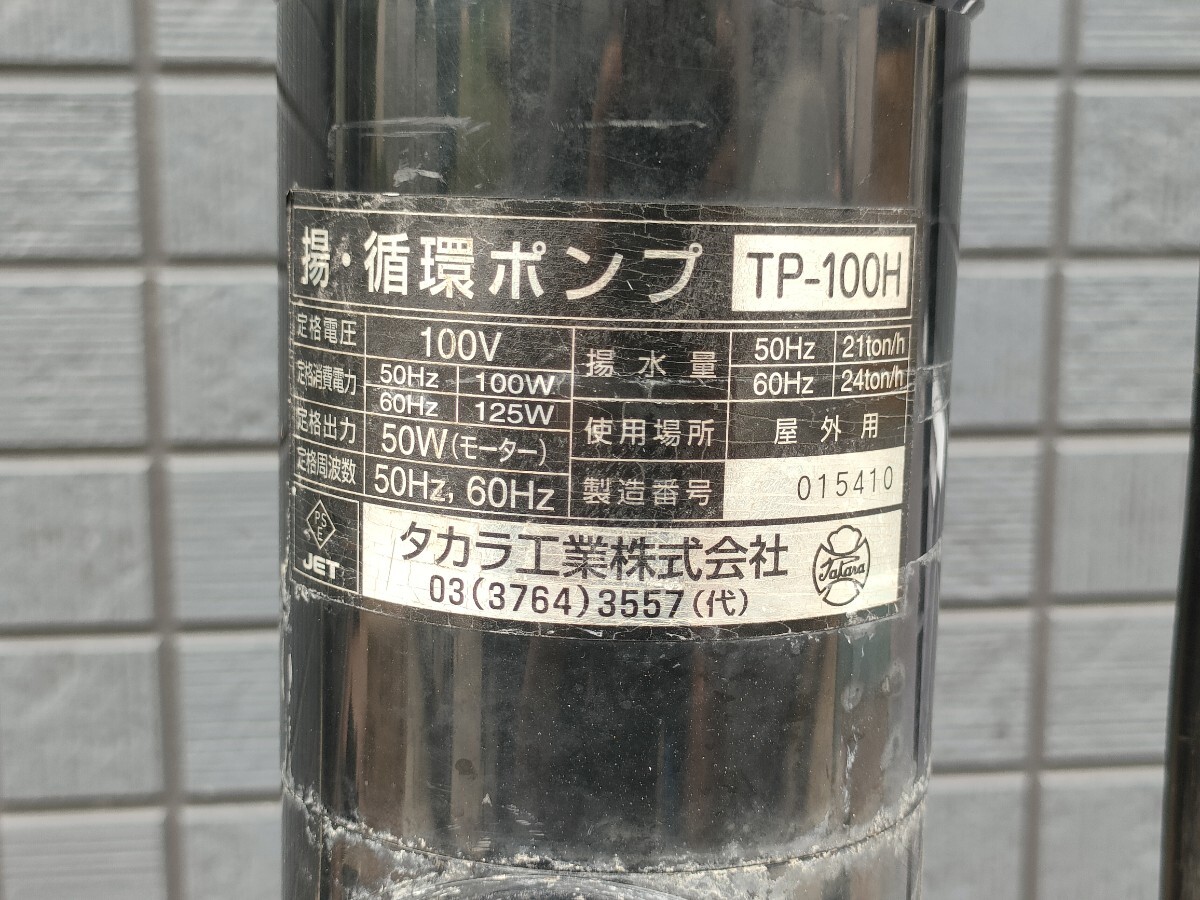 揚・循環ポンプ TP-100H
定格電圧 100V
定格消費電力 50Hz 100W
60Hz 125W
定格出力 50W(モーター)
定格周波数 50Hz, 60Hz
揚水量 50Hz 21ton/h
60Hz 24ton/h
使用場所 屋外用
製造番号 015410
PSE
JET
タカラ工業株式会社
03(3764)3557(代)
Takara